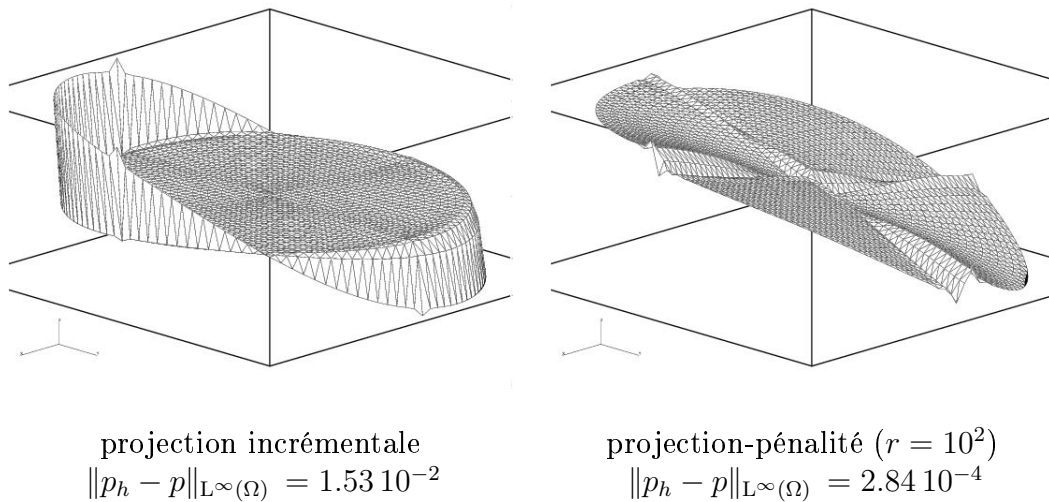 projection incrémentale
‖p_h − p‖_{L^∞(Ω)} = 1.53 10^{−2}
projection-pénalité (r = 10^2)
‖p_h − p‖_{L^∞(Ω)} = 2.84 10^{−4}